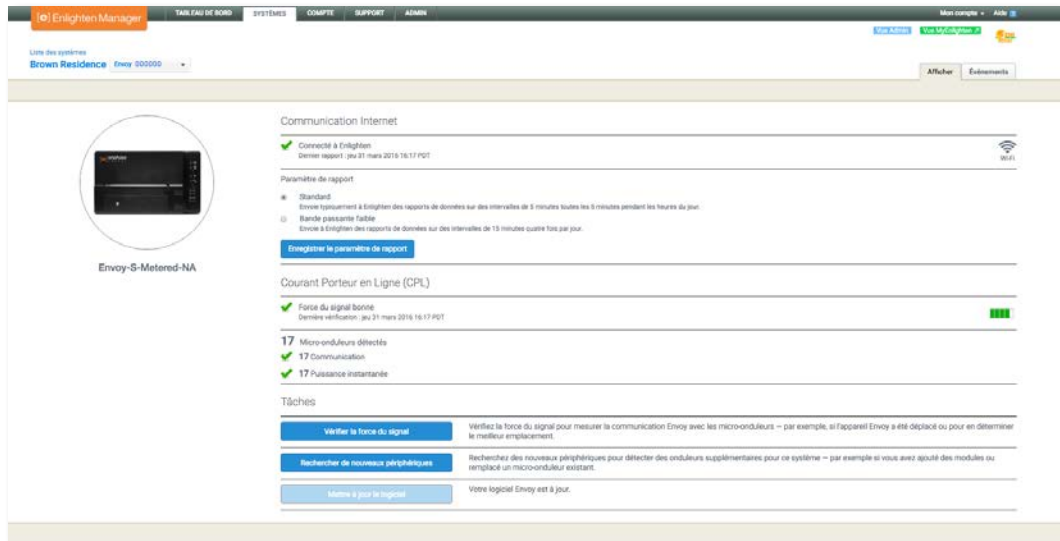 [e] Enlighten Manager
TABLEAU DE BORD SYSTÈMES COMPTE SUPPORT ADMIN
Mon compte Aide
Vue Admin Vue MyEnlighten
Liste des systèmes
Brown Residence Envoy 000000
Afficher Événements
Communication Internet
Connecté à Enlighten
Dernier rapport : jeu 31 mars 2016 16:17 PDT
Wi-Fi
Paramètre de rapport
Standard
Envoie typiquement à Enlighten des rapports de données sur des intervalles de 5 minutes toutes les 5 minutes pendant les heures du jour.
Bande passante faible
Envoie à Enlighten des rapports de données sur des intervalles de 15 minutes quatre fois par jour.
Enregistrer le paramètre de rapport
Envoy-S-Metered-NA
Courant Porteur en Ligne (CPL)
Force du signal bonne
Dernière vérification : jeu 31 mars 2016 16:17 PDT
17 Micro-onduleurs détectés
17 Communication
17 Puissance instantanée
Tâches
Vérifier la force du signal
Vérifiez la force du signal pour mesurer la communication Envoy avec les micro-onduleurs — par exemple, si l'appareil Envoy a été déplacé ou pour en déterminer
le meilleur emplacement.
Rechercher de nouveaux périphériques
Recherchez des nouveaux périphériques pour détecter des onduleurs supplémentaires pour ce système — par exemple si vous avez ajouté des modules ou
remplacé un micro-onduleur existant.
Mettre à jour le logiciel
Votre logiciel Envoy est à jour.